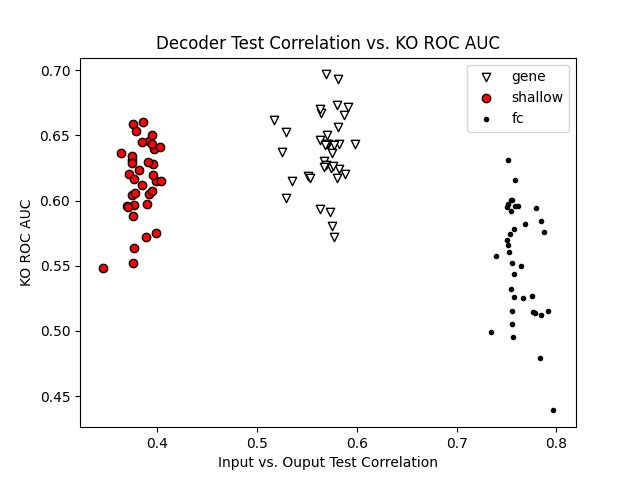 Decoder Test Correlation vs. KO ROC AUC
gene
shallow
fc
0.70
0.65
0.60
0.55
0.50
0.45
KO ROC AUC
0.4
0.5
0.6
0.7
0.8
Input vs. Ouput Test Correlation